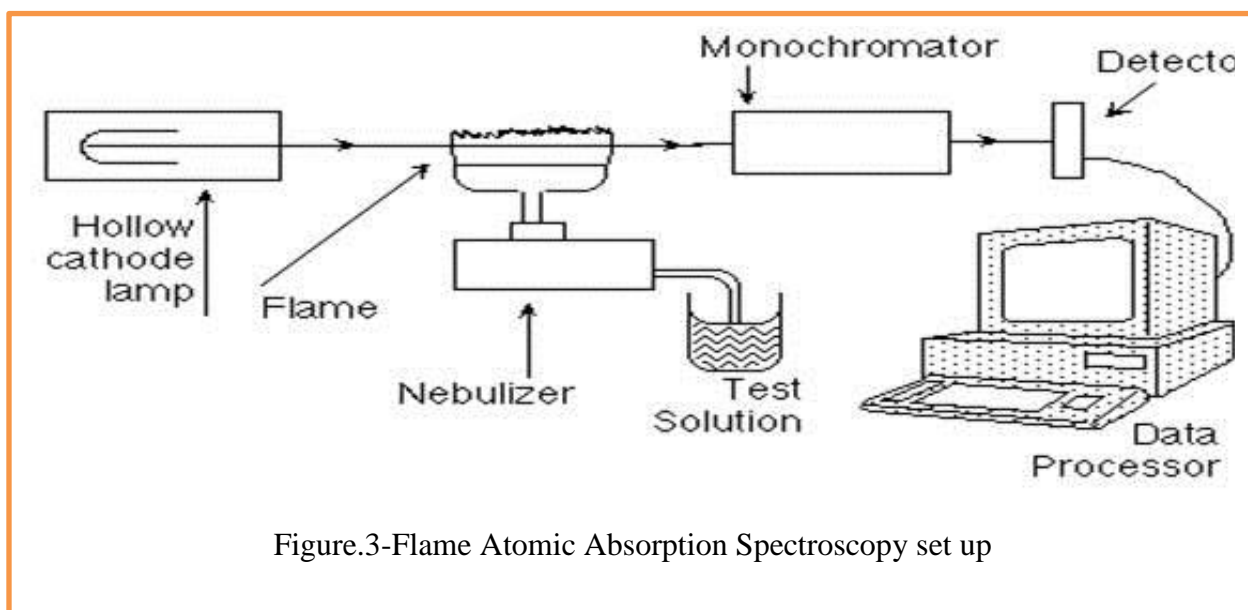 Monochromator
Detecto
Hollow
cathode
lamp
Flame
Nebulizer
Test
Solution
Data
Processor
Figure.3-Flame Atomic Absorption Spectroscopy set up